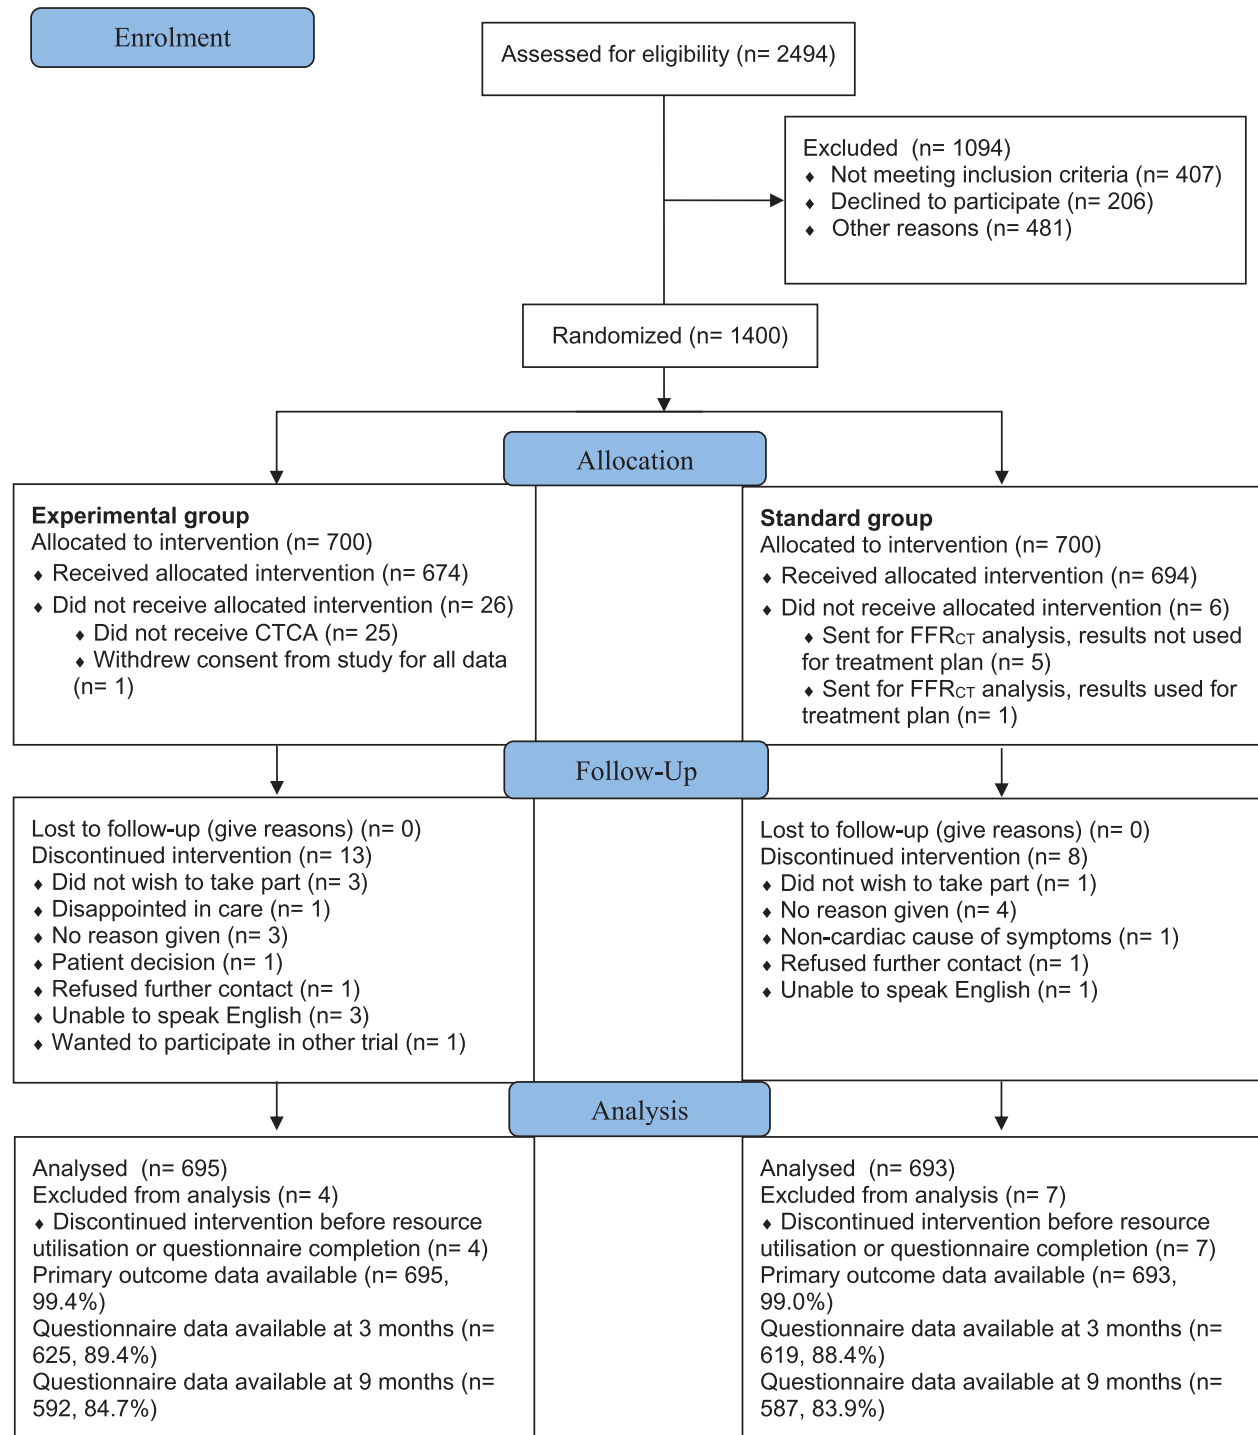 Enrolment
Assessed for eligibility (n= 2494)
Excluded (n= 1094)
♦ Not meeting inclusion criteria (n= 407)
♦ Declined to participate (n= 206)
♦ Other reasons (n= 481)
Randomized (n= 1400)
Allocation
Experimental group
Allocated to intervention (n= 700)
♦ Received allocated intervention (n= 674)
♦ Did not receive allocated intervention (n= 26)
♦ Did not receive CTCA (n= 25)
♦ Withdrew consent from study for all data
(n= 1)
Standard group
Allocated to intervention (n= 700)
♦ Received allocated intervention (n= 694)
♦ Did not receive allocated intervention (n= 6)
♦ Sent for FFRCT analysis, results not used
for treatment plan (n= 5)
♦ Sent for FFRCT analysis, results used for
treatment plan (n= 1)
Follow-Up
Lost to follow-up (give reasons) (n= 0)
Discontinued intervention (n= 13)
♦ Did not wish to take part (n= 3)
♦ Disappointed in care (n= 1)
♦ No reason given (n= 3)
♦ Patient decision (n= 1)
♦ Refused further contact (n= 1)
♦ Unable to speak English (n= 3)
♦ Wanted to participate in other trial (n= 1)
Lost to follow-up (give reasons) (n= 0)
Discontinued intervention (n= 8)
♦ Did not wish to take part (n= 1)
♦ No reason given (n= 4)
♦ Non-cardiac cause of symptoms (n= 1)
♦ Refused further contact (n= 1)
♦ Unable to speak English (n= 1)
Analysis
Analysed (n= 695)
Excluded from analysis (n= 4)
♦ Discontinued intervention before resource
utilisation or questionnaire completion (n= 4)
Primary outcome data available (n= 695,
99.4%)
Questionnaire data available at 3 months (n=
625, 89.4%)
Questionnaire data available at 9 months (n=
592, 84.7%)
Analysed (n= 693)
Excluded from analysis (n= 7)
♦ Discontinued intervention before resource
utilisation or questionnaire completion (n= 7)
Primary outcome data available (n= 693,
99.0%)
Questionnaire data available at 3 months (n=
619, 88.4%)
Questionnaire data available at 9 months (n=
587, 83.9%)